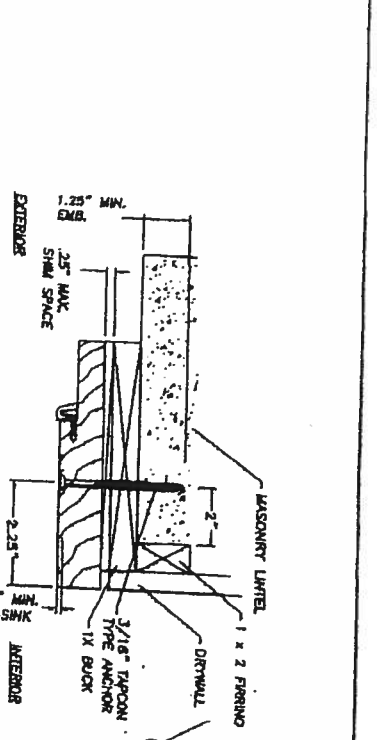 1.25" MIN.
EMB.
.25" MAX.
SHIM SPACE
EXTERIOR
MASONRY LINTEL
2"
1 x 2 FIRRING
DRYWALL
3/16" TAPCON
TYPE ANCHOR
1X BUCK
2.25"
MIN.
SINK
INTERIOR